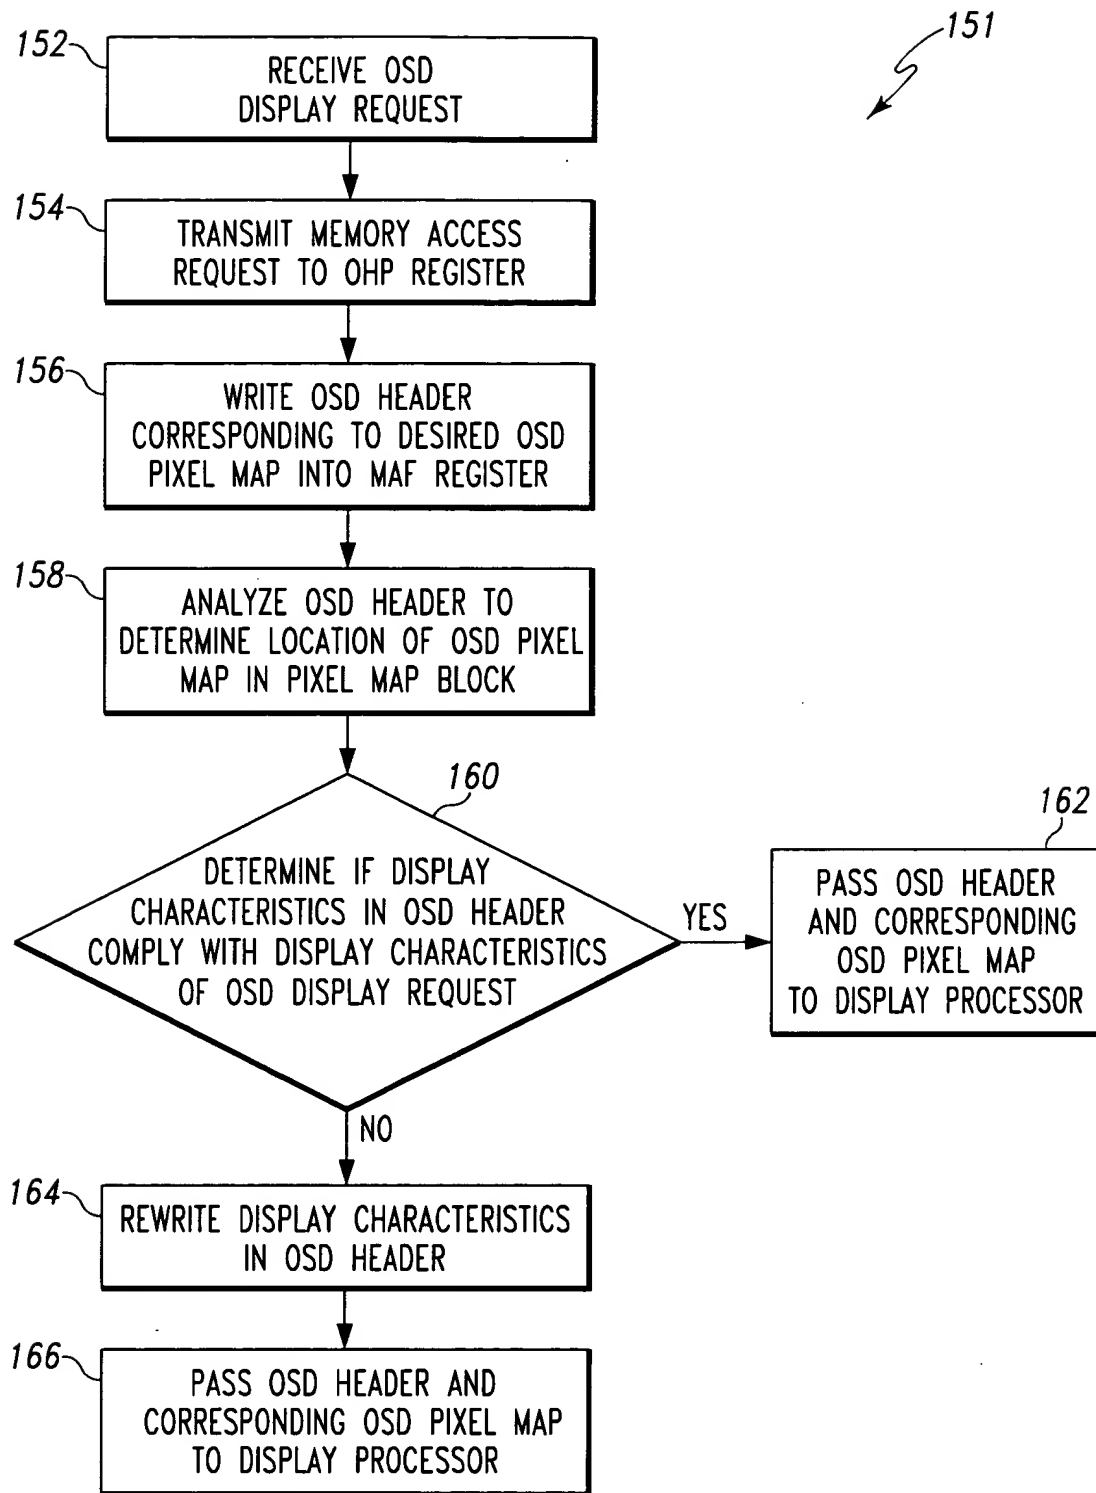 151
152
RECEIVE OSD
DISPLAY REQUEST
154
TRANSMIT MEMORY ACCESS
REQUEST TO OHP REGISTER
156
WRITE OSD HEADER
CORRESPONDING TO DESIRED OSD
PIXEL MAP INTO MAF REGISTER
158
ANALYZE OSD HEADER TO
DETERMINE LOCATION OF OSD PIXEL
MAP IN PIXEL MAP BLOCK
160
DETERMINE IF DISPLAY
CHARACTERISTICS IN OSD HEADER
COMPLY WITH DISPLAY CHARACTERISTICS
OF OSD DISPLAY REQUEST
YES
162
PASS OSD HEADER
AND CORRESPONDING
OSD PIXEL MAP
TO DISPLAY PROCESSOR
NO
164
REWRITE DISPLAY CHARACTERISTICS
IN OSD HEADER
166
PASS OSD HEADER AND
CORRESPONDING OSD PIXEL MAP
TO DISPLAY PROCESSOR